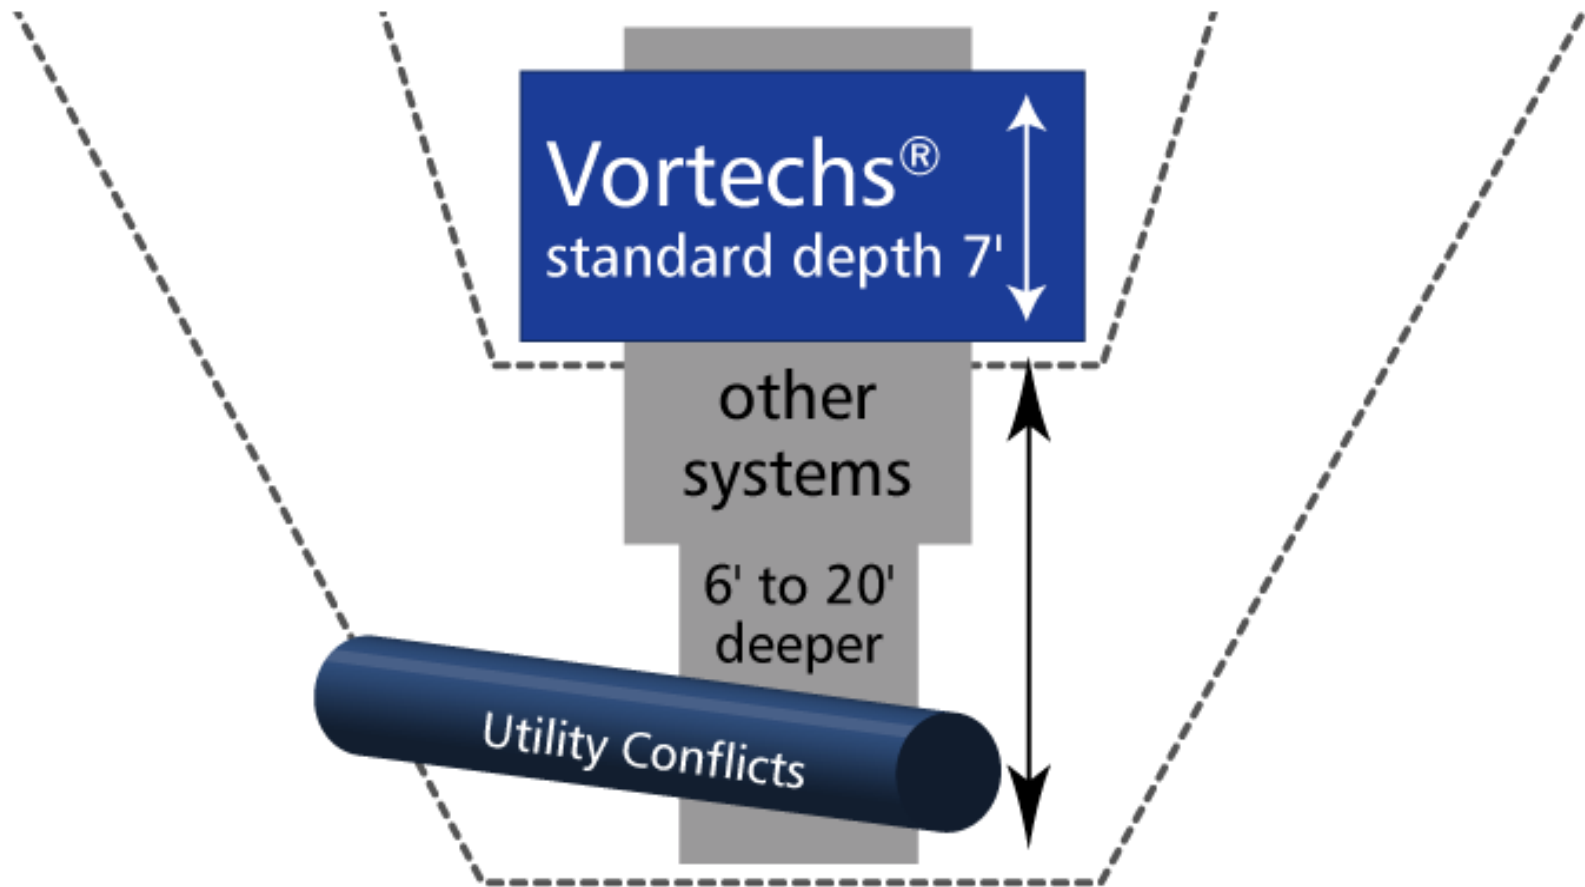 Vortechs®
standard depth 7'
other
systems
6' to 20'
deeper
Utility Conflicts